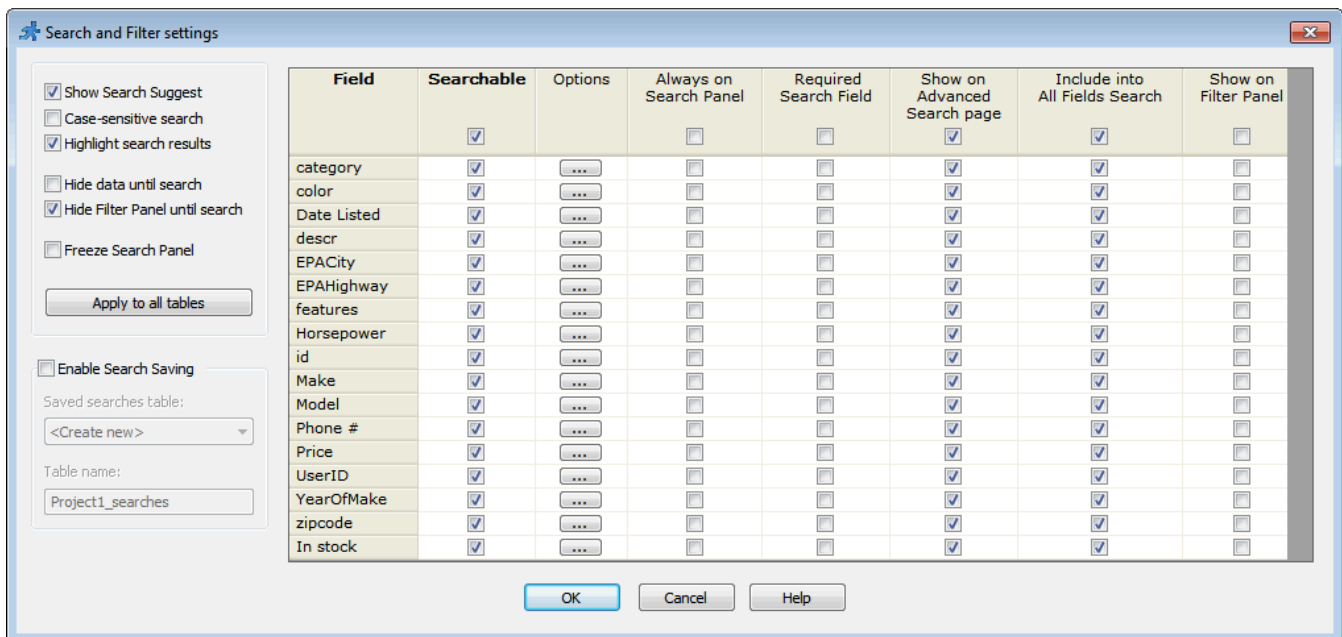 Search and Filter settings
Show Search Suggest
Case-sensitive search
Highlight search results
Hide data until search
Hide Filter Panel until search
Freeze Search Panel
Apply to all tables
Enable Search Saving
Saved searches table:
<Create new>
Table name:
Project1_searches
Field Searchable Options Always on Required Show on Include into Show on
Search Panel Search Field Advanced All Fields Search Filter Panel
Search page
category ...
color ...
Date Listed ...
descr ...
EPACity ...
EPAHighway ...
features ...
Horsepower ...
id ...
Make ...
Model ...
Phone # ...
Price ...
UserID ...
YearOfMake ...
zipcode ...
In stock ...
OK Cancel Help